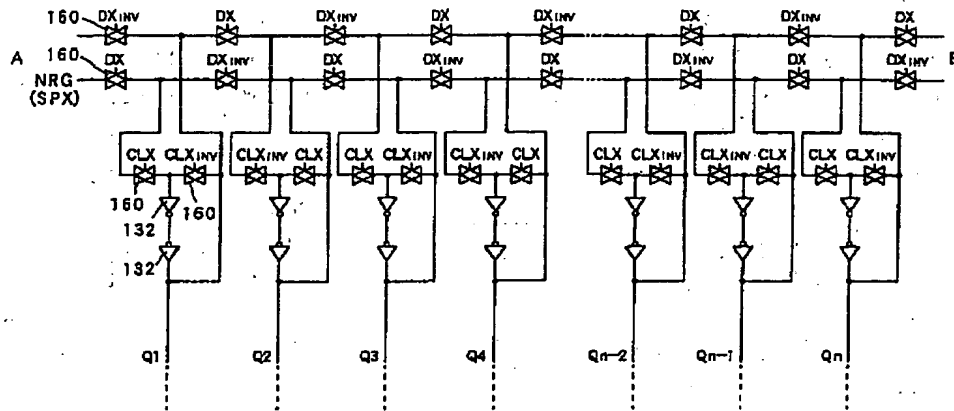 160 DXINV DX DXINV DX DXINV DX DXINV DX
A 160 DX DXINV DX DXINV DX DXINV DX DXINV
NRG
(SPX)
CLX CLXINV CLXINV CLX CLX CLXINV CLXINV CLX CLX CLXINV CLXINV CLX CLX CLXINV
160 160
132
132
Q1 Q2 Q3 Q4 Qn-2 Qn-1 Qn